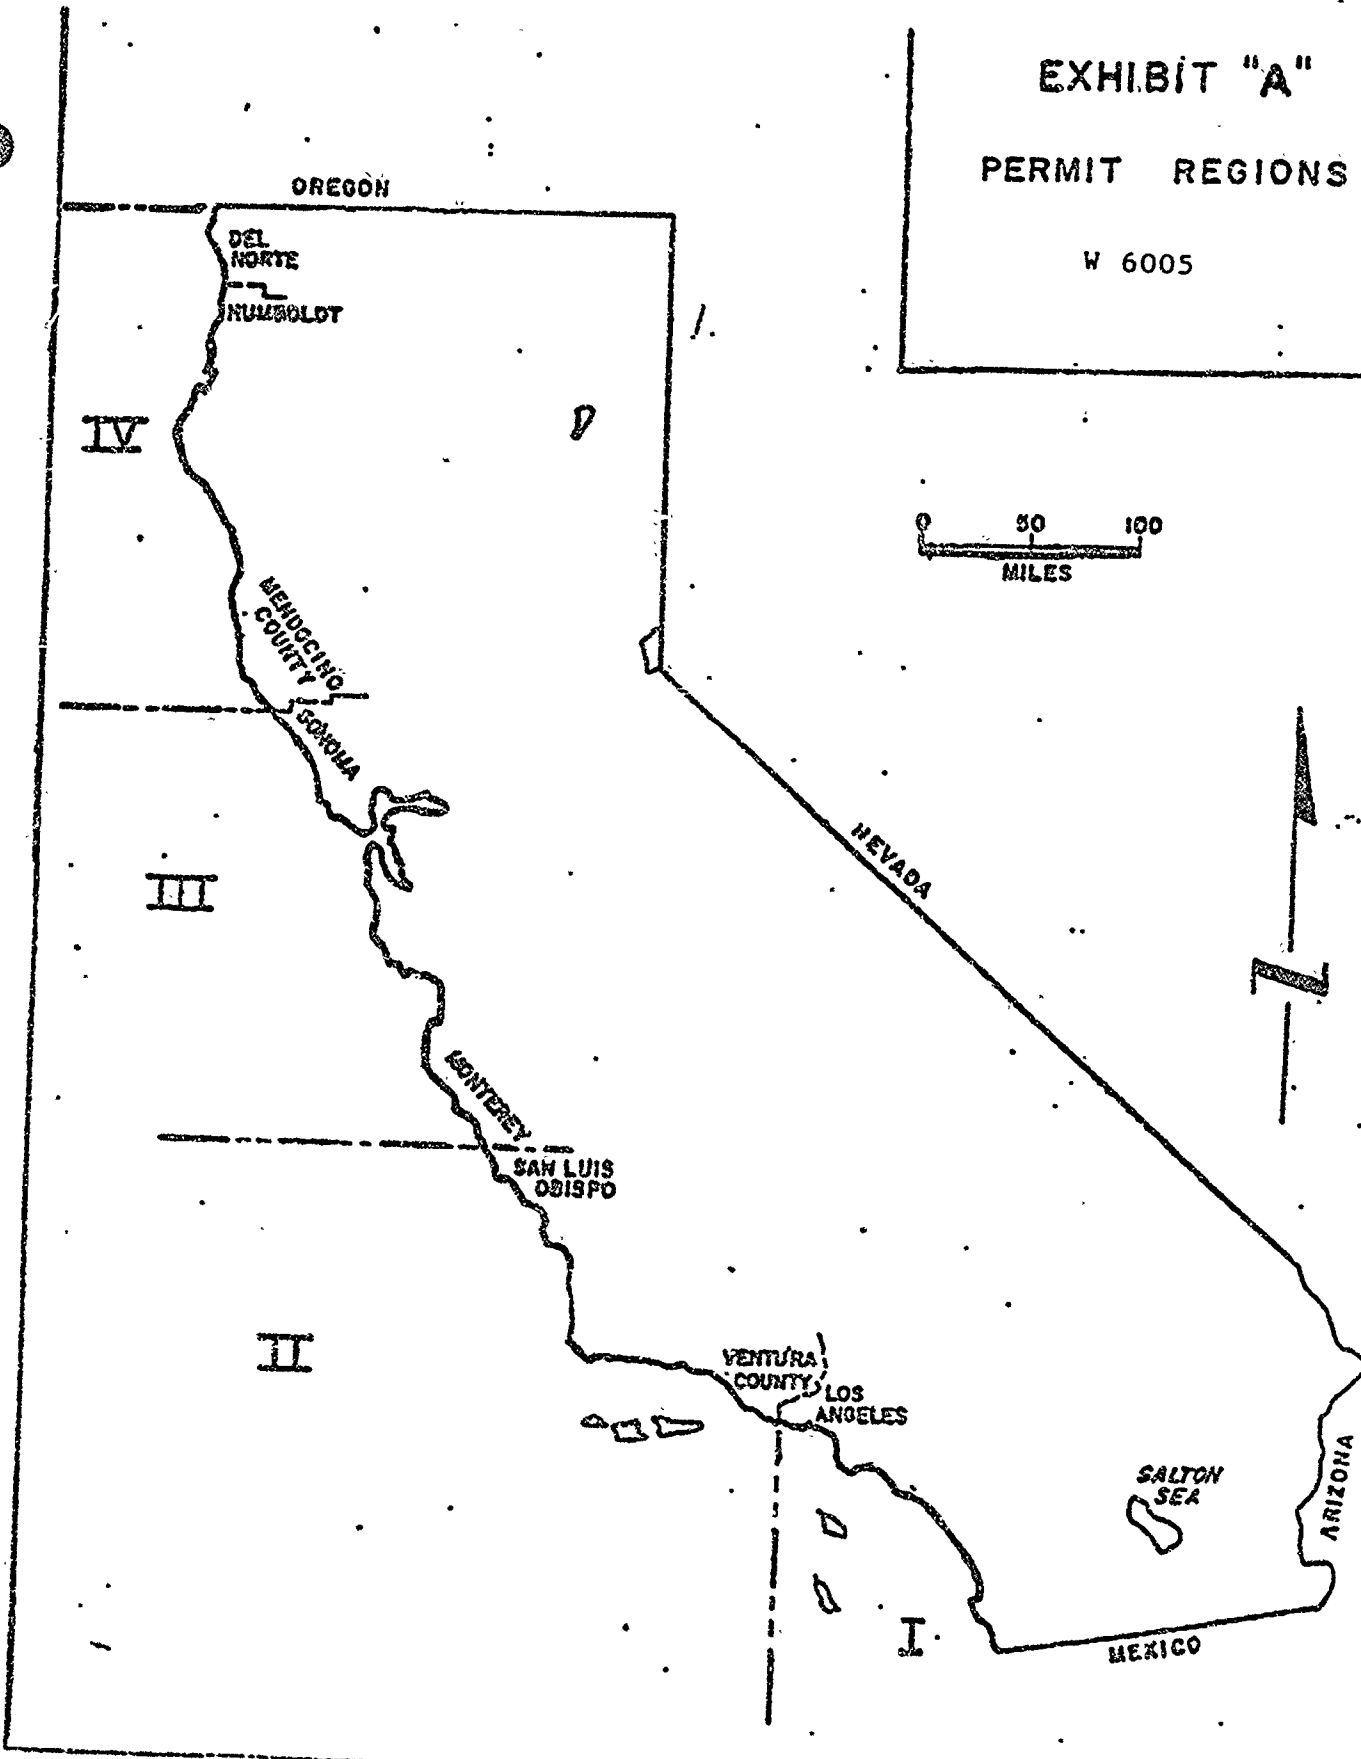 EXHIBIT "A"
PERMIT REGIONS
W 6005
OREGON
DEL
NORTE
HUMBOLDT
IV
0 50 100
MILES
MENDOCINO
COUNTY
SONOMA
NEVADA
III
N
MONTEREY
SAN LUIS
OBISPO
II
VENTURA
COUNTY
LOS
ANGELES
SALTON
SEA
ARIZONA
I
MEXICO